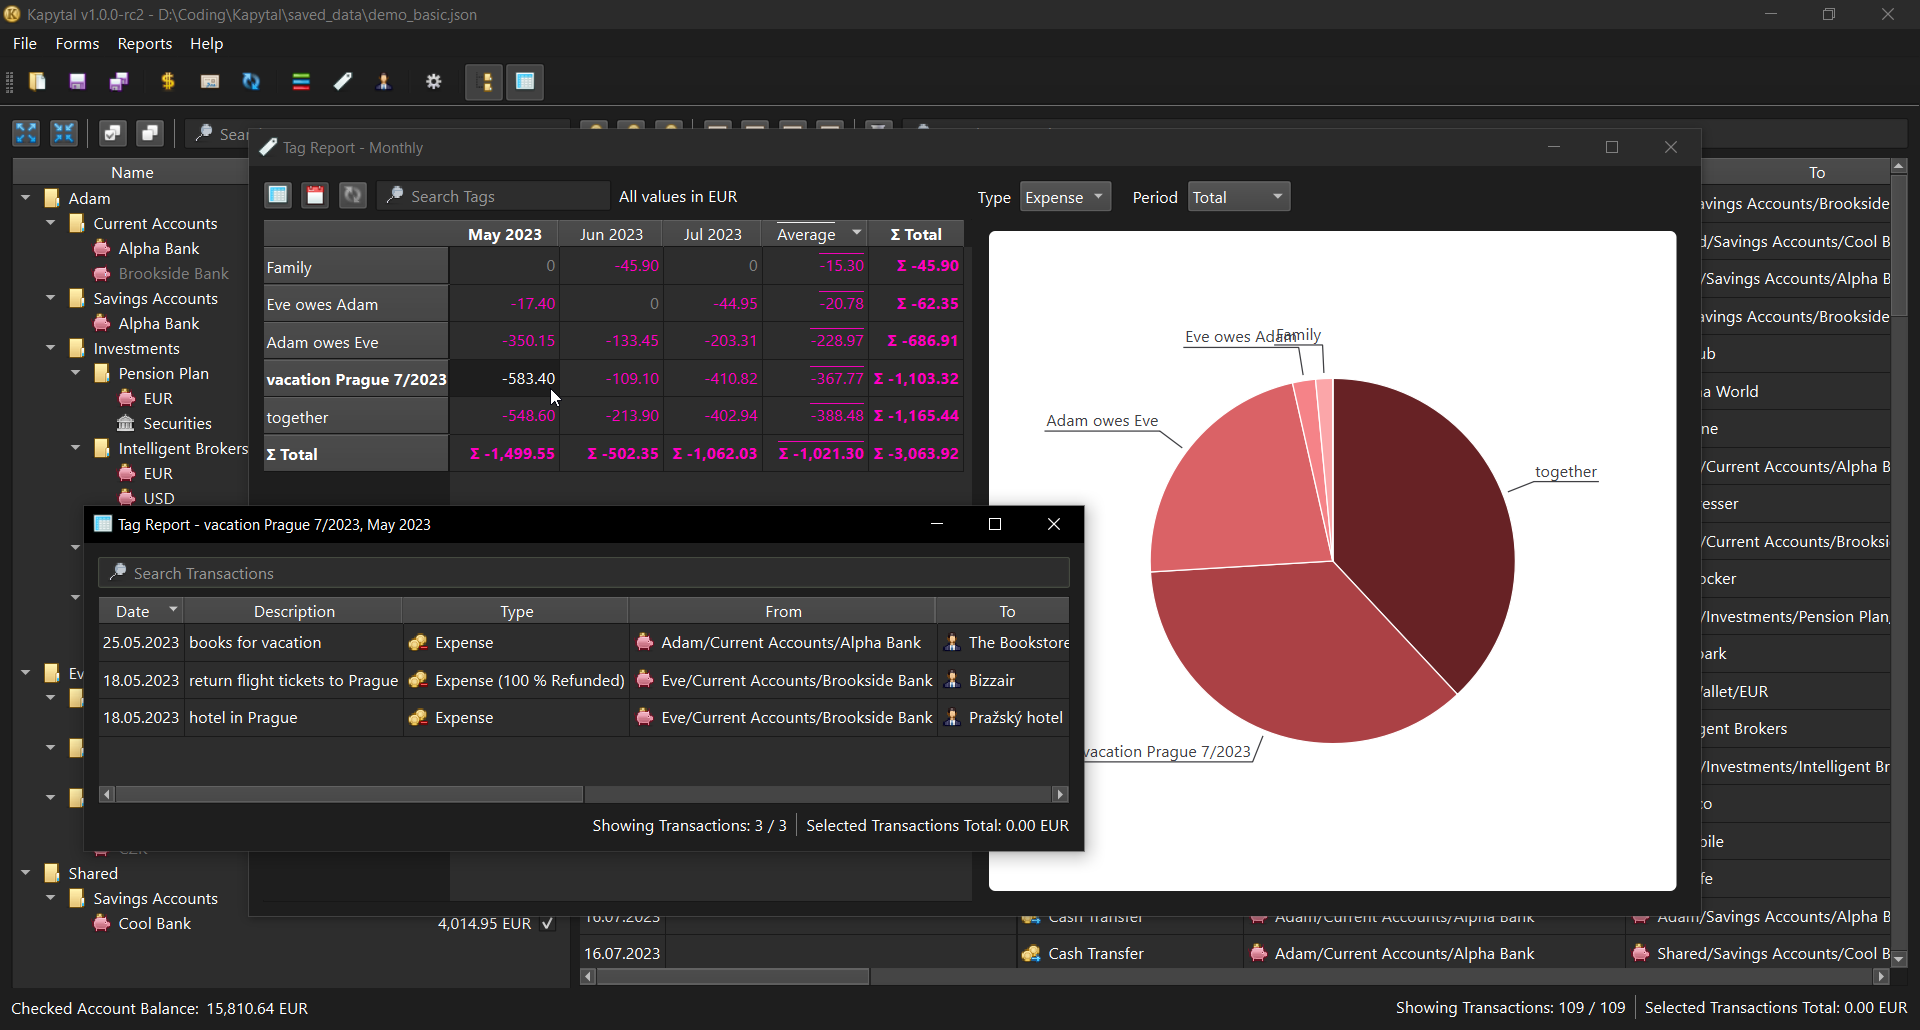 Kapytal v1.0.0-rc2 - D:\Coding\Kapytal\saved_data\demo_basic.json
File Forms Reports Help
Tag Report - Monthly
Search Tags All values in EUR Type Expense Period Total
Name
Adam
Current Accounts
Alpha Bank
Brookside Bank
Savings Accounts
Alpha Bank
Investments
Pension Plan
EUR
Securities
Intelligent Brokers
EUR
USD
Shared
Savings Accounts
Cool Bank 4,014.95 EUR
May 2023 Jun 2023 Jul 2023 Average Σ Total
Family 0 -45.90 0 -15.30 Σ -45.90
Eve owes Adam -17.40 0 -44.95 -20.78 Σ -62.35
Adam owes Eve -350.15 -133.45 -203.31 -228.97 Σ -686.91
vacation Prague 7/2023 -583.40 -109.10 -410.82 -367.77 Σ -1,103.32
together -548.60 -213.90 -402.94 -388.48 Σ -1,165.44
Σ Total Σ -1,499.55 Σ -502.35 Σ -1,062.03 Σ -1,021.30 Σ -3,063.92
Eve owes Adam
Family
Adam owes Eve
together
vacation Prague 7/2023
Tag Report - vacation Prague 7/2023, May 2023
Search Transactions
Date Description Type From To
25.05.2023 books for vacation Expense Adam/Current Accounts/Alpha Bank The Bookstore
18.05.2023 return flight tickets to Prague Expense (100 % Refunded) Eve/Current Accounts/Brookside Bank Bizzair
18.05.2023 hotel in Prague Expense Eve/Current Accounts/Brookside Bank Pražský hotel
Showing Transactions: 3 / 3 Selected Transactions Total: 0.00 EUR
To
Savings Accounts/Brookside
/Savings Accounts/Cool B
/Savings Accounts/Alpha B
Savings Accounts/Brookside
World
/Current Accounts/Alpha B
/Current Accounts/Brooksi
/Investments/Pension Plan
/EUR
Brokers
/Investments/Intelligent Br
16.07.2023 Cash Transfer Adam/Current Accounts/Alpha Bank Adam/Savings Accounts/Alpha B
16.07.2023 Cash Transfer Adam/Current Accounts/Alpha Bank Shared/Savings Accounts/Cool B
Checked Account Balance: 15,810.64 EUR
Showing Transactions: 109 / 109 Selected Transactions Total: 0.00 EUR